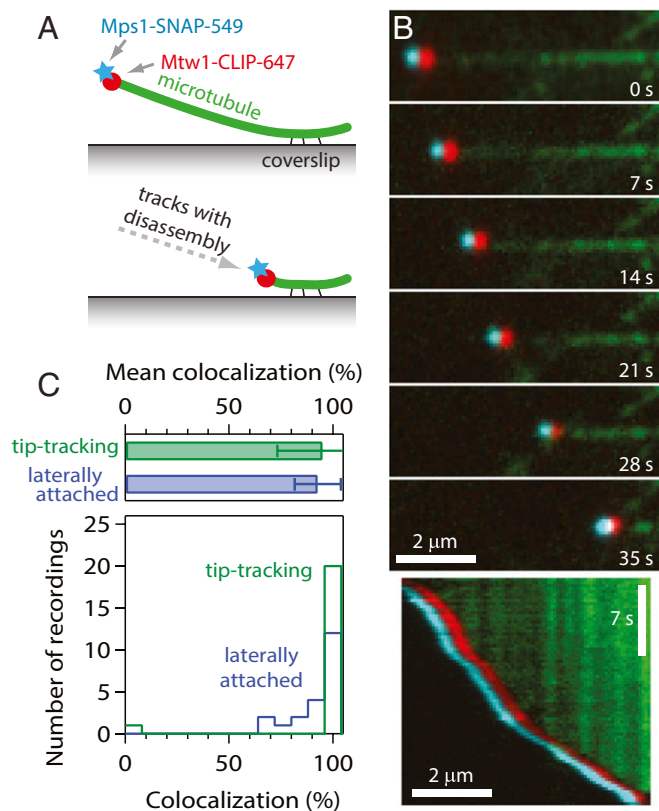 A
Mps1-SNAP-549
Mtw1-CLIP-647
microtubule
coverslip
tracks with
disassembly
B
0 s
7 s
14 s
21 s
28 s
2 μm
35 s
7 s
2 μm
C
Mean colocalization (%)
0 50 100
tip-tracking
laterally
attached
25
20
15
10
5
0
Number of recordings
tip-tracking
laterally
attached
0 50 100
Colocalization (%)